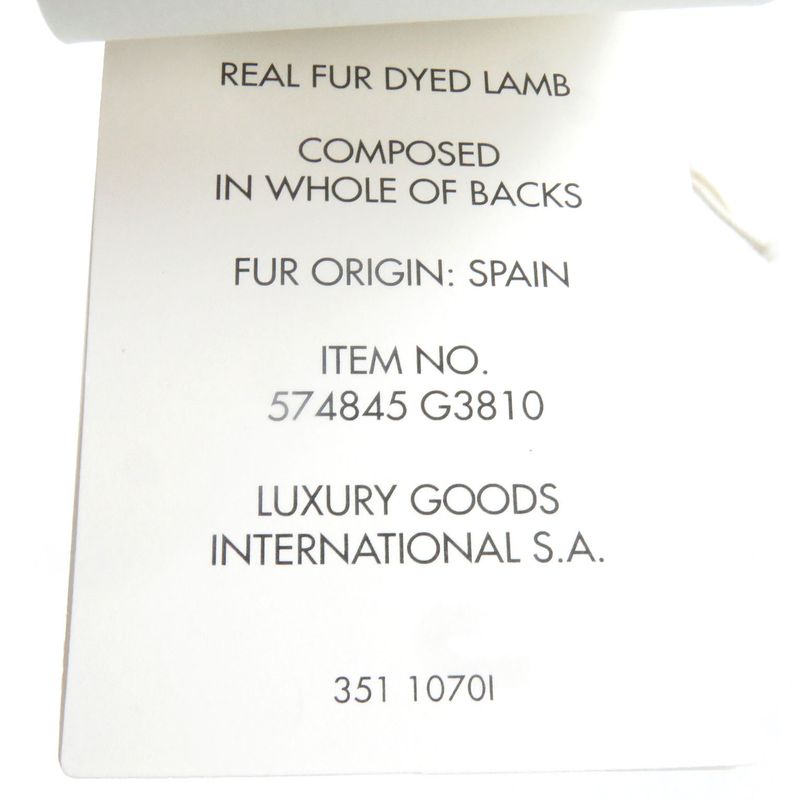 REAL FUR DYED LAMB
COMPOSED
IN WHOLE OF BACKS
FUR ORIGIN: SPAIN
ITEM NO.
574845 G3810
LUXURY GOODS
INTERNATIONAL S.A.
351 1070I